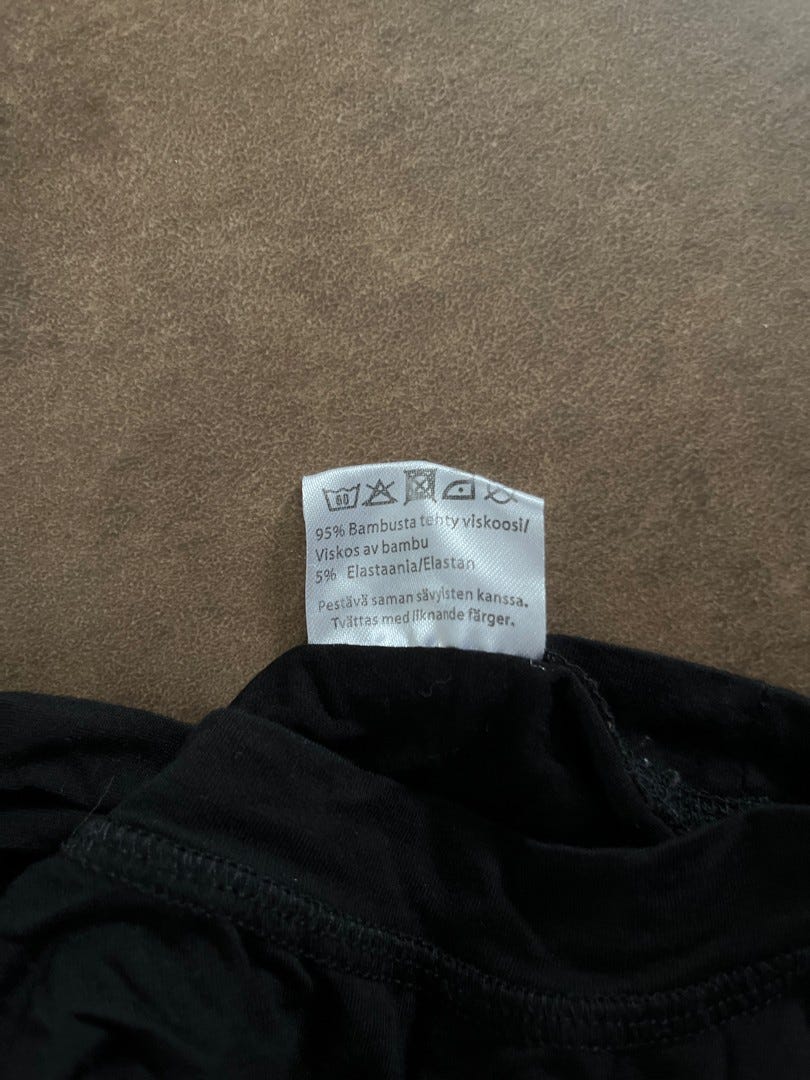 60
95% Bambusta tehty viskoosi/
Viskos av bambu
5% Elastaania/Elastan
Pestävä saman sävyisten kanssa.
Tvättas med liknande färger.